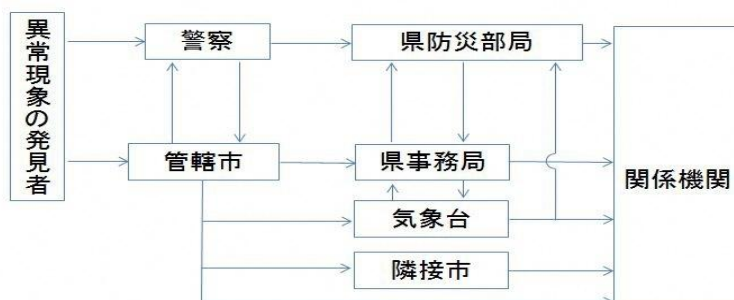 異常現象の発見者
警察
県防災部局
管轄市
県事務局
関係機関
気象台
隣接市